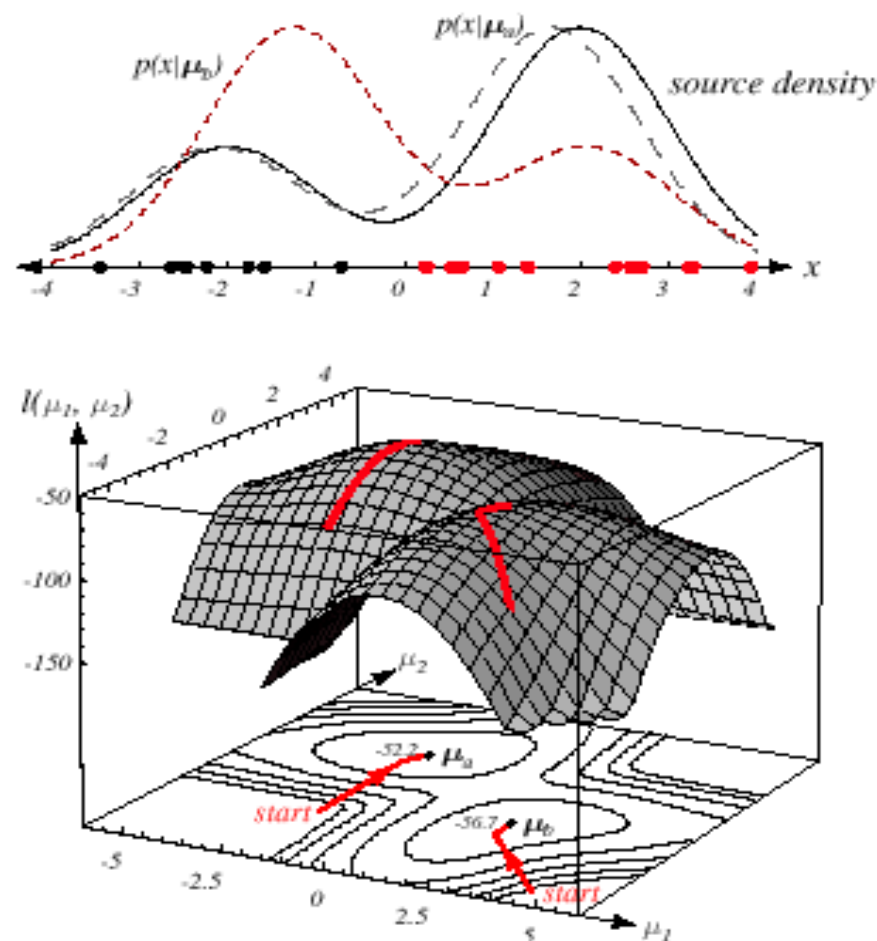 p(x|μₐ)
p(x|μ_b)
source density
-4 -3 -2 -1 0 1 2 3 4 x
l(μ₁, μ₂)
-4 -2 0 2 4
-50
-100
-150
μ₂
-52.2 μₐ
start
-56.7 μ_b
start
-5 -2.5 0 2.5 5 μ₁